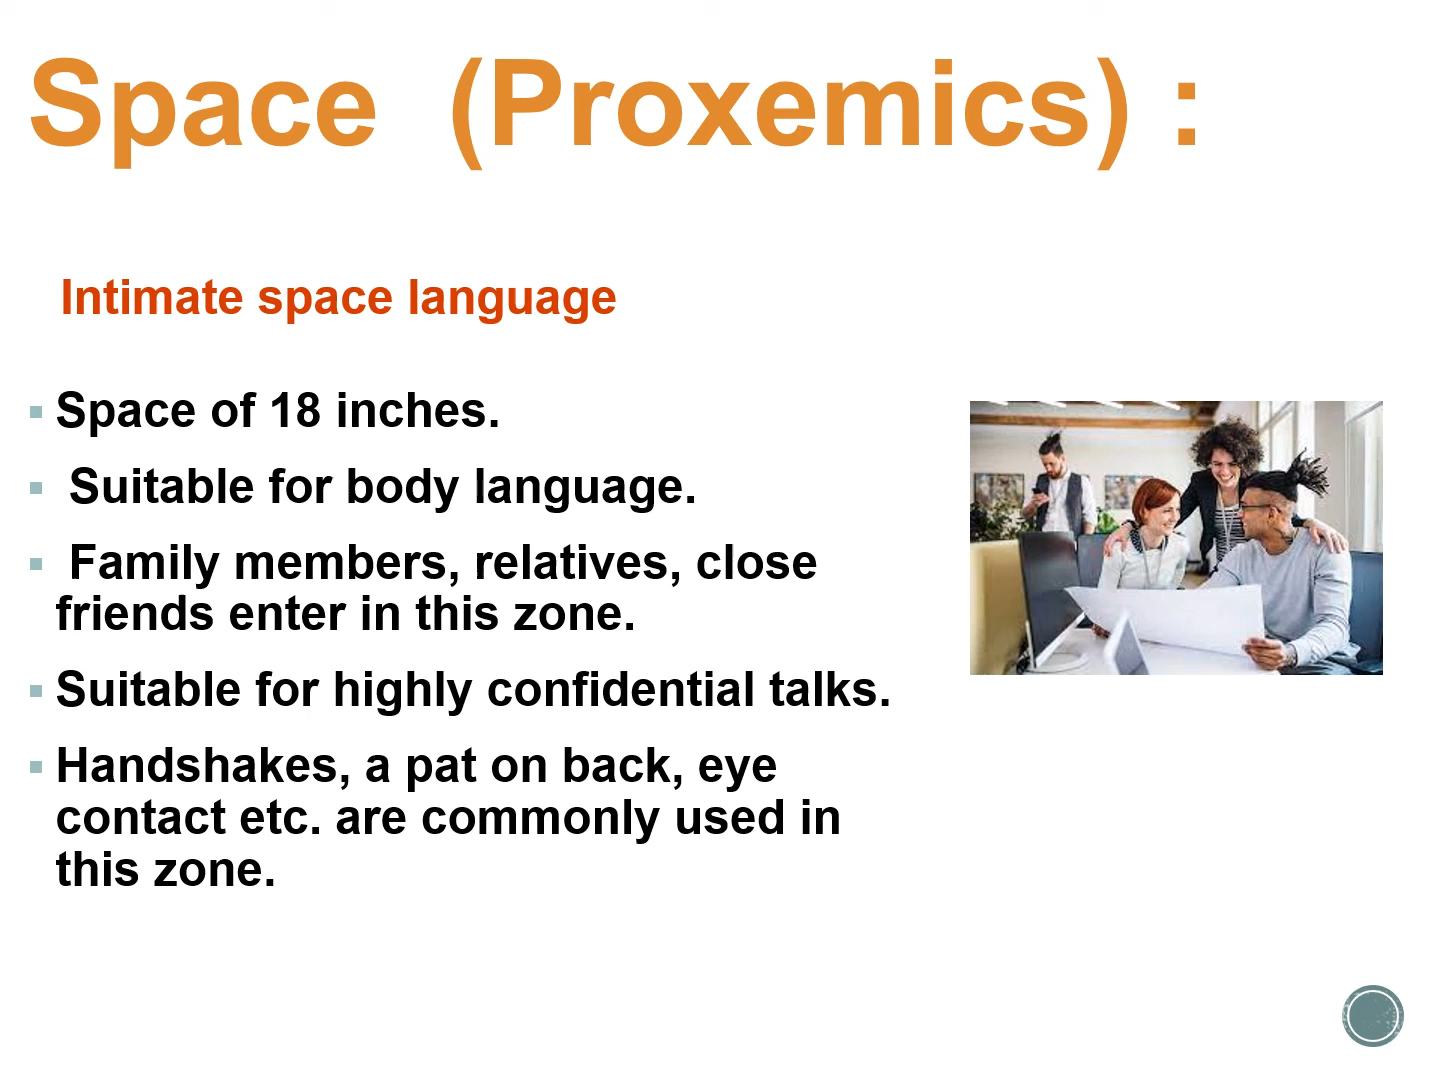 Space  (Proxemics) :
Intimate space language
▪ Space of 18 inches.
▪  Suitable for body language.
▪  Family members, relatives, close
friends enter in this zone.
▪ Suitable for highly confidential talks.
▪ Handshakes, a pat on back, eye
contact etc. are commonly used in
this zone.